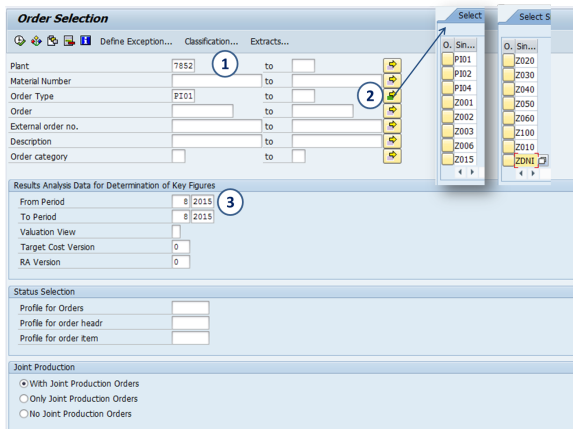 Order Selection
Define Exception... Classification... Extracts...
Plant 7852 1 to
Material Number to
Order Type PI01 to 2
Order to
External order no. to
Description to
Order category to
Results Analysis Data for Determination of Key Figures
From Period 8 2015 3
To Period 8 2015
Valuation View
Target Cost Version 0
RA Version 0
Status Selection
Profile for Orders
Profile for order headr
Profile for order item
Joint Production
With Joint Production Orders
Only Joint Production Orders
No Joint Production Orders
Select
O. Sin...
PI01
PI02
PI04
Z001
Z002
Z003
Z006
Z015
Select S
O. Sin...
Z020
Z030
Z040
Z050
Z060
Z100
Z010
ZDNI